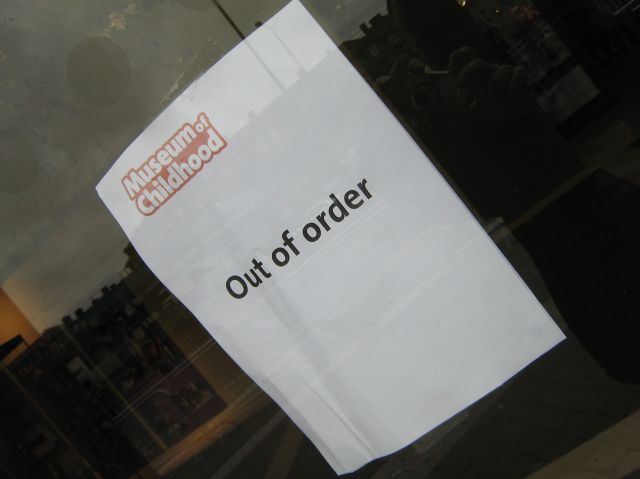 Museum of
Childhood
Out of order